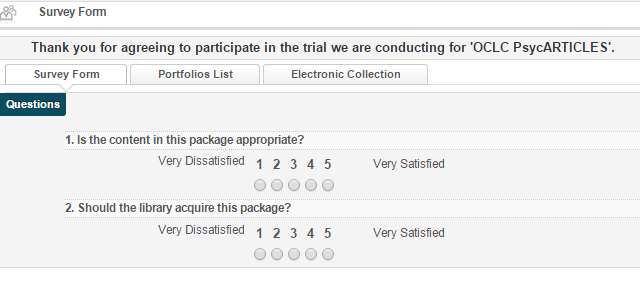 Survey Form
Thank you for agreeing to participate in the trial we are conducting for 'OCLC PsycARTICLES'.
Survey Form Portfolios List Electronic Collection
Questions
1. Is the content in this package appropriate?
Very Dissatisfied 1 2 3 4 5 Very Satisfied
2. Should the library acquire this package?
Very Dissatisfied 1 2 3 4 5 Very Satisfied